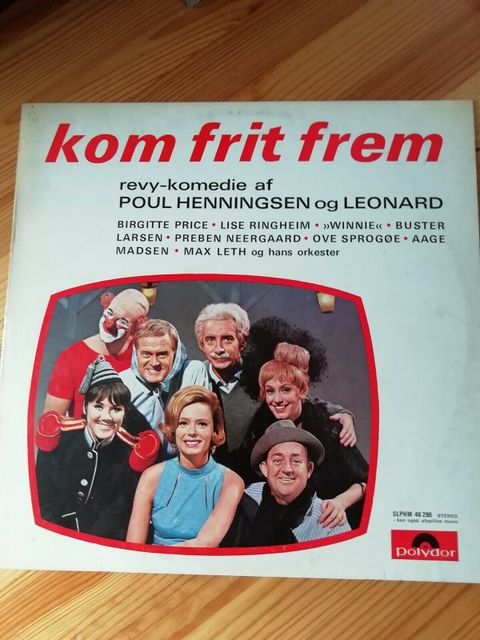 kom frit frem
revy-komedie af
POUL HENNINGSEN og LEONARD
BIRGITTE PRICE • LISE RINGHEIM • »WINNIE« • BUSTER
LARSEN • PREBEN NEERGAARD • OVE SPROGØE • AAGE
MADSEN • MAX LETH og hans orkester
SLPHM 46 290 STEREO
- kan også afspilles mono
Polydor